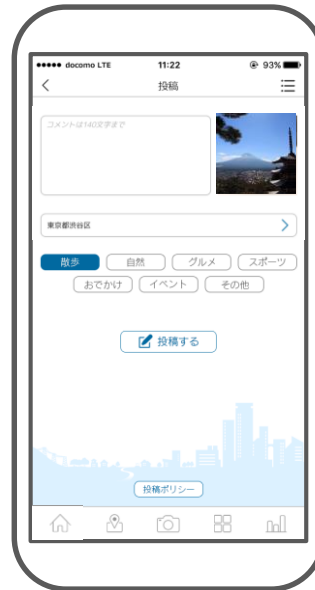 docomo LTE 11:22 93%
投稿
コメントは140文字まで
東京都渋谷区
散歩 自然 グルメ スポーツ
おでかけ イベント その他
投稿する
投稿ポリシー